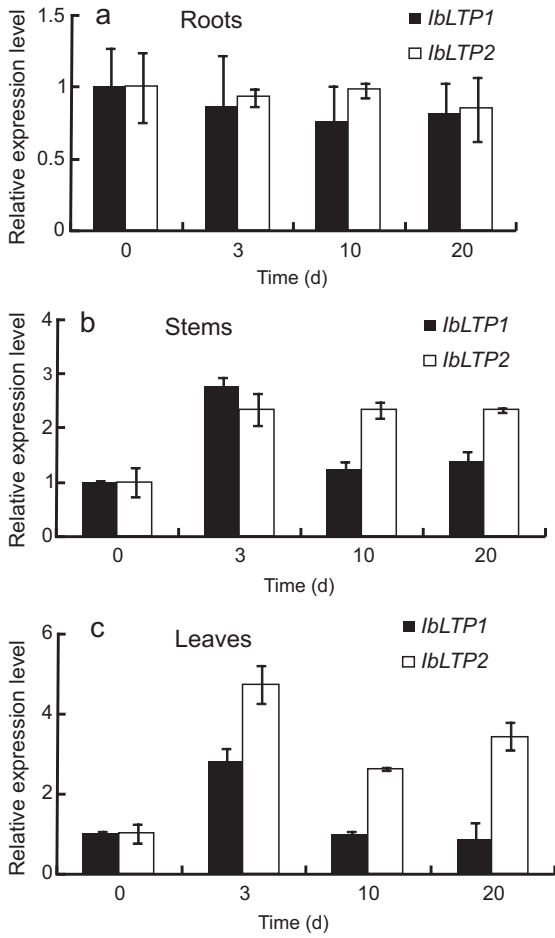 a
Roots
IbLTP1
IbLTP2
Relative expression level
1.5
1
0.5
0
0 3 10 20
Time (d)
b
Stems
IbLTP1
IbLTP2
Relative expression level
4
3
2
1
0
0 3 10 20
Time (d)
c
Leaves
IbLTP1
IbLTP2
Relative expression level
6
4
2
0
0 3 10 20
Time (d)